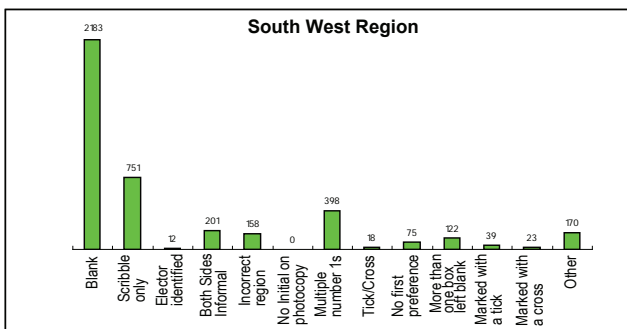 South West Region
2183
751
12
201
158
0
398
18
75
122
39
23
170
Blank
Scribble
only
Elector
identified
Both Sides
Informal
Incorrect
region
No Initial on
photocopy
Multiple
number 1s
Tick/Cross
No first
preference
More than
one box
left blank
Marked with
a tick
Marked with
a cross
Other